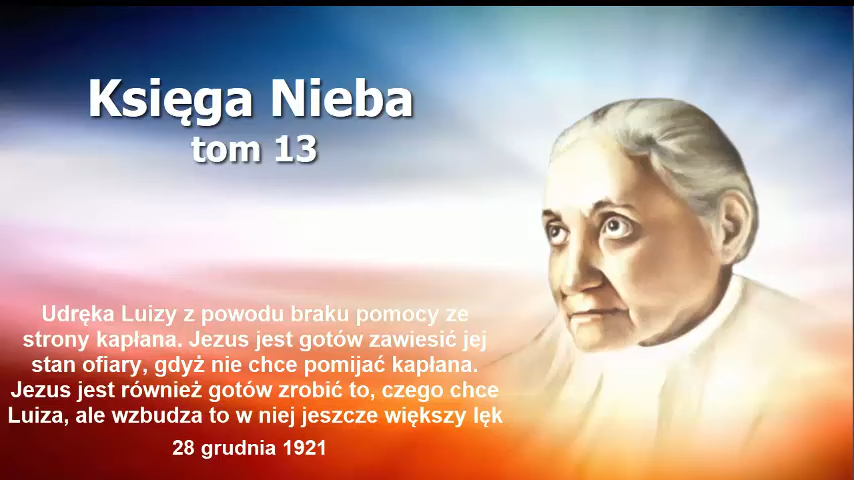 Księga Nieba
tom 13
Udręka Luizy z powodu braku pomocy ze
strony kapłana. Jezus jest gotów zawiesić jej
stan ofiary, gdyż nie chce pomijać kapłana.
Jezus jest również gotów zrobić to, czego chce
Luiza, ale wzbudza to w niej jeszcze większy lęk
28 grudnia 1921